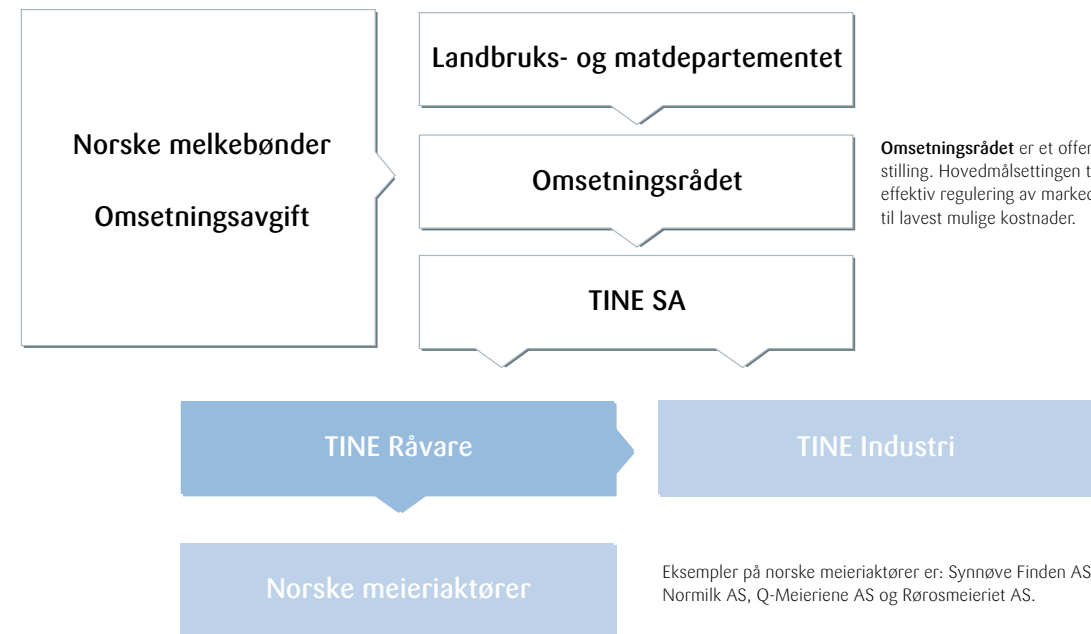 Landbruks- og matdepartementet
Norske melkebønder
Omsetningsavgift
Omsetningsrådet
Omsetningsrådet er et
stilling. Hovedmålsettingen
effektiv regulering av
til lavest mulige kostnader.
TINE SA
TINE Råvare
TINE Industri
Norske meieriaktører
Eksempler på norske meieriaktører er: Synnøve Finden AS
Normilk AS, Q-Meieriene AS og Rørosmeieriet AS.